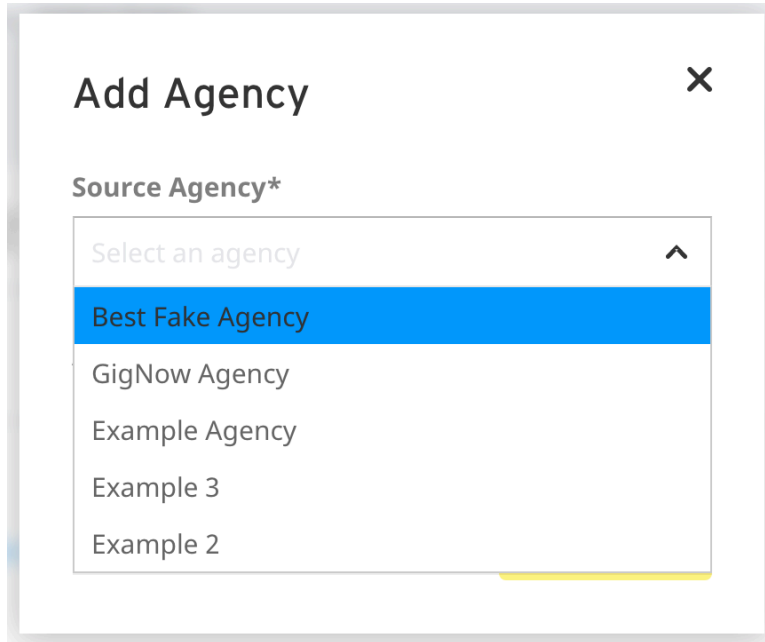 Add Agency
Source Agency*
Select an agency
Best Fake Agency
GigNow Agency
Example Agency
Example 3
Example 2